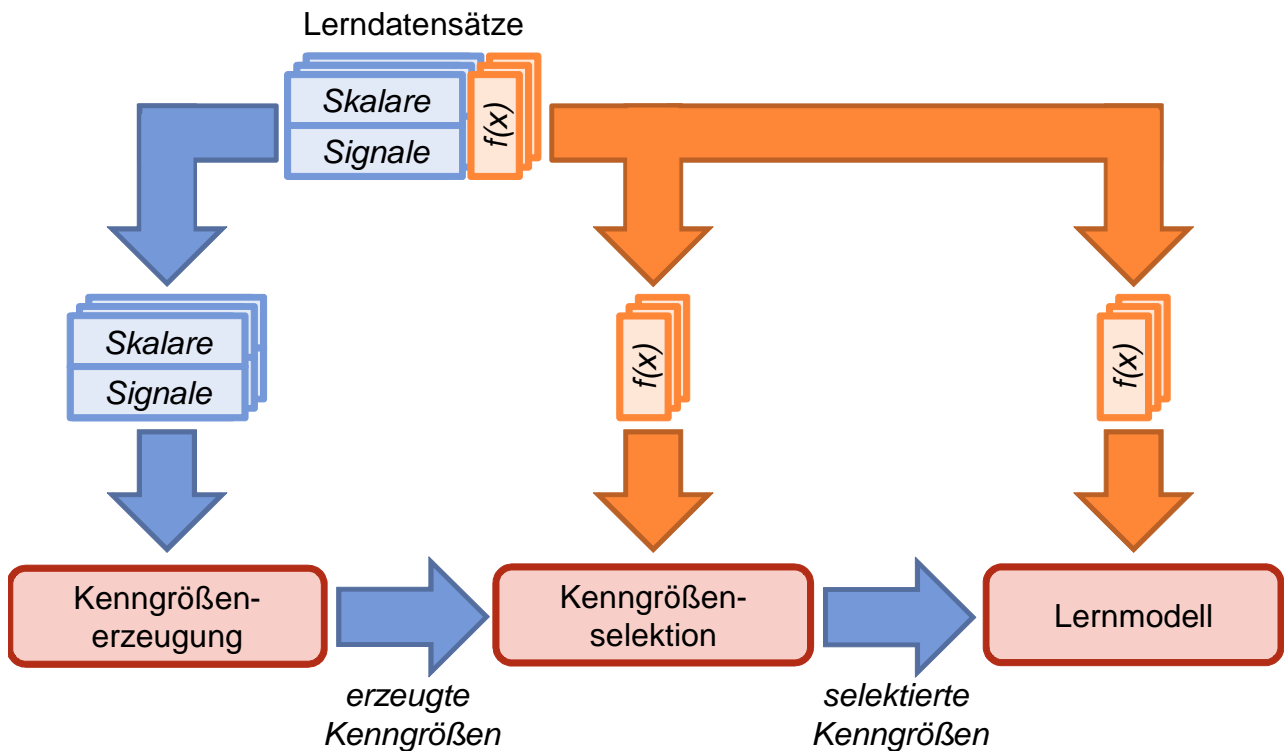 Lerndatensätze
Skalare
Signale
f(x)
Skalare
Signale
f(x)
f(x)
Kenngrößen-
erzeugung
Kenngrößen-
selektion
Lernmodell
erzeugte
Kenngrößen
selektierte
Kenngrößen